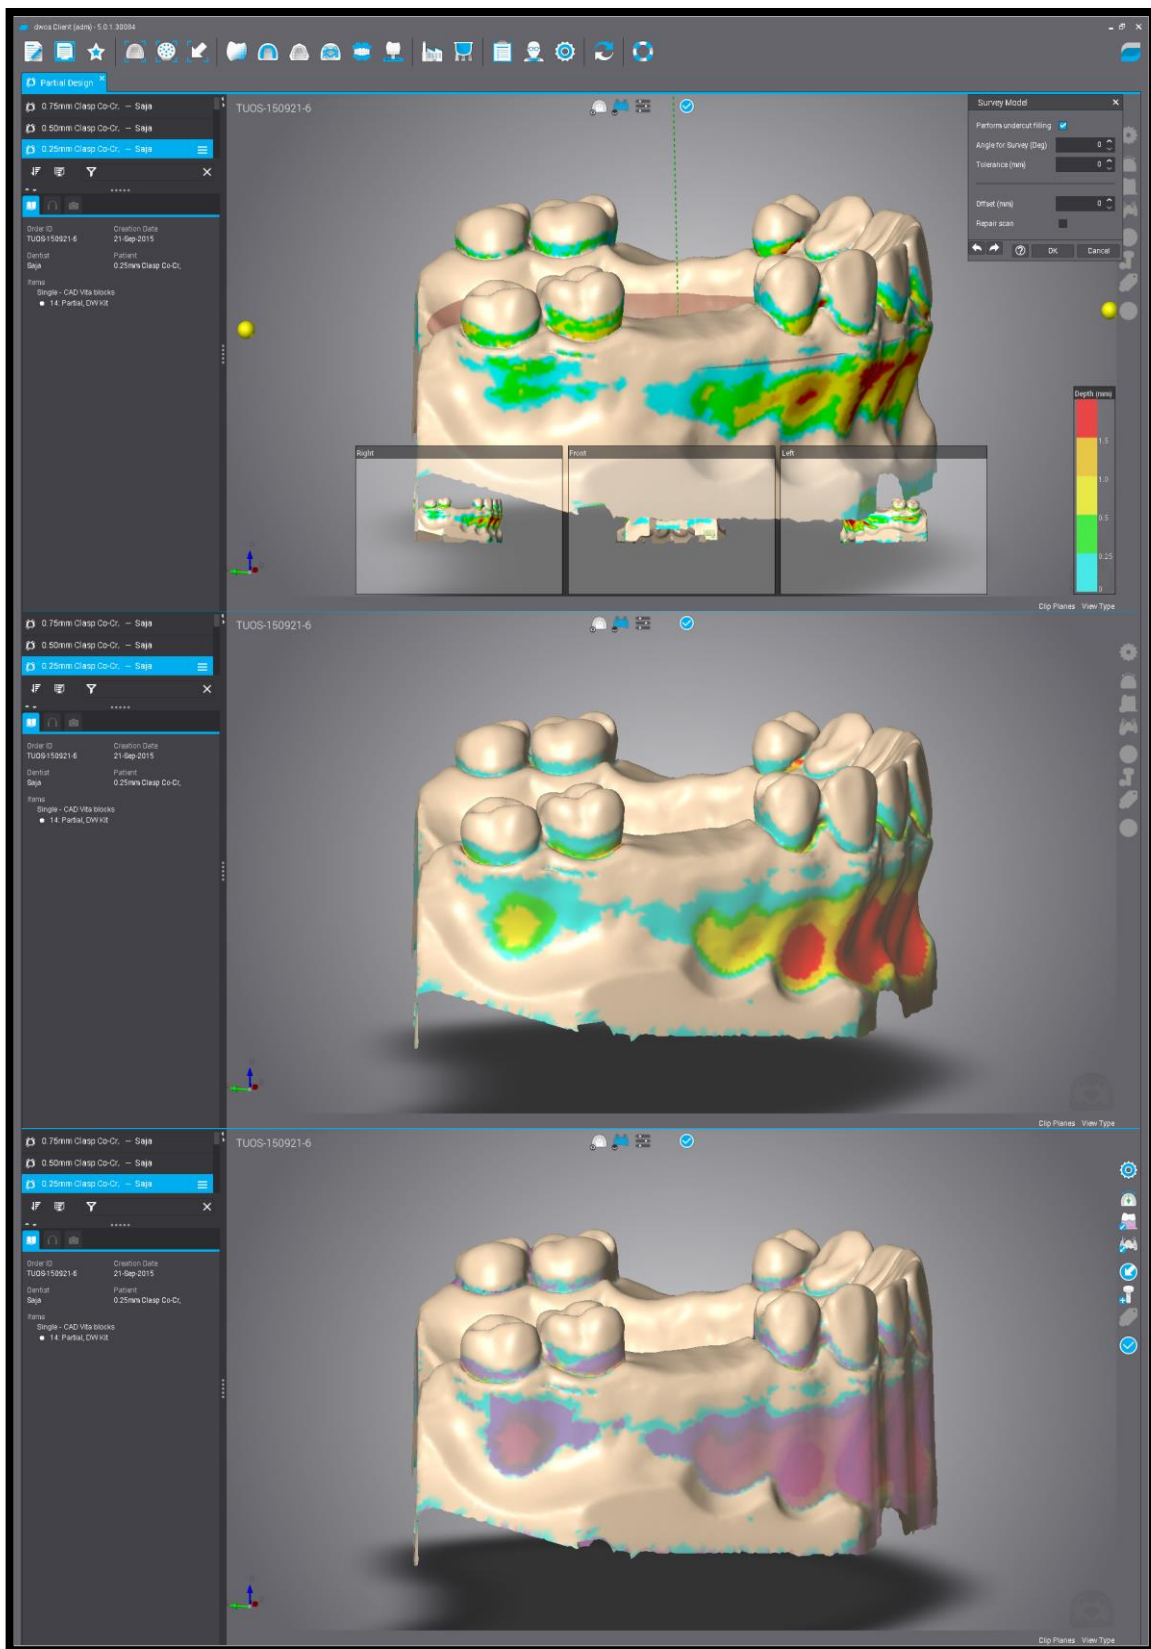 dwos Client (adm) - 5.0.1.30084
Partial Design
0.75mm Clasp Co-Cr. – Saja
0.50mm Clasp Co-Cr. – Saja
0.25mm Clasp Co-Cr. – Saja
Order ID
Creation Date
TUOS-150921-6
21-Sep-2015
Dentist
Patient
Saja
0.25mm Clasp Co-Cr,
Items
Single - CAD Vita blocks
14: Partial, DW Kit
TUOS-150921-6
Survey Model
Perform undercut filling
Angle for Survey (Deg) 0
Tolerance (mm) 0
Offset (mm) 0
Repair scan
OK Cancel
Depth (mm)
1.5
1.0
0.5
0.25
0
Right
Front
Left
Clip Planes View Type
0.75mm Clasp Co-Cr. – Saja
0.50mm Clasp Co-Cr. – Saja
0.25mm Clasp Co-Cr. – Saja
Order ID
Creation Date
TUOS-150921-6
21-Sep-2015
Dentist
Patient
Saja
0.25mm Clasp Co-Cr,
Items
Single - CAD Vita blocks
14: Partial, DW Kit
TUOS-150921-6
Clip Planes View Type
0.75mm Clasp Co-Cr. – Saja
0.50mm Clasp Co-Cr. – Saja
0.25mm Clasp Co-Cr. – Saja
Order ID
Creation Date
TUOS-150921-6
21-Sep-2015
Dentist
Patient
Saja
0.25mm Clasp Co-Cr,
Items
Single - CAD Vita blocks
14: Partial, DW Kit
TUOS-150921-6
Clip Planes View Type